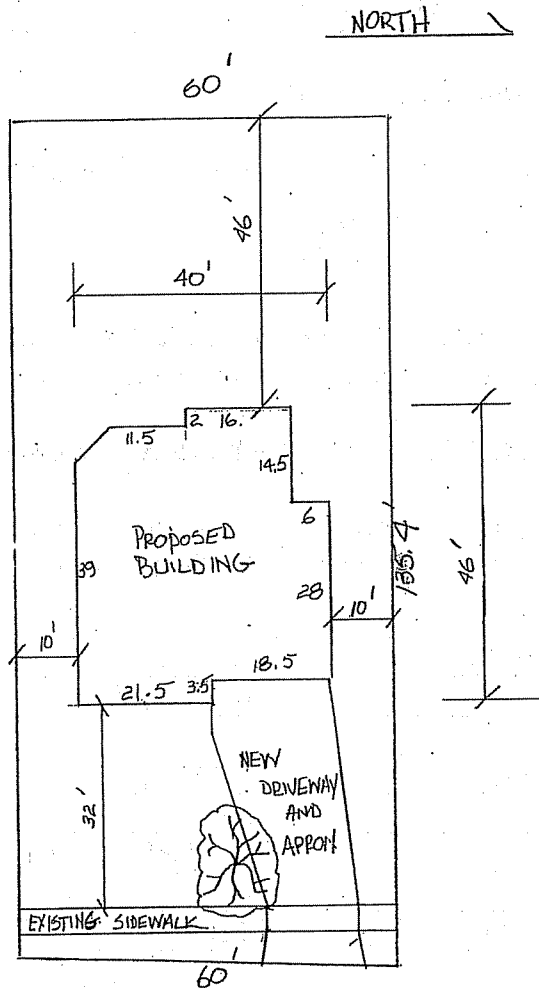 NORTH
60'
46'
40'
11.5
2
16.
14.5
6
PROPOSED
BUILDING
39
28
135.4'
46'
10'
10'
18.5
21.5
3.5
32'
NEW
DRIVEWAY
AND
APRON
EXISTING SIDEWALK
60'